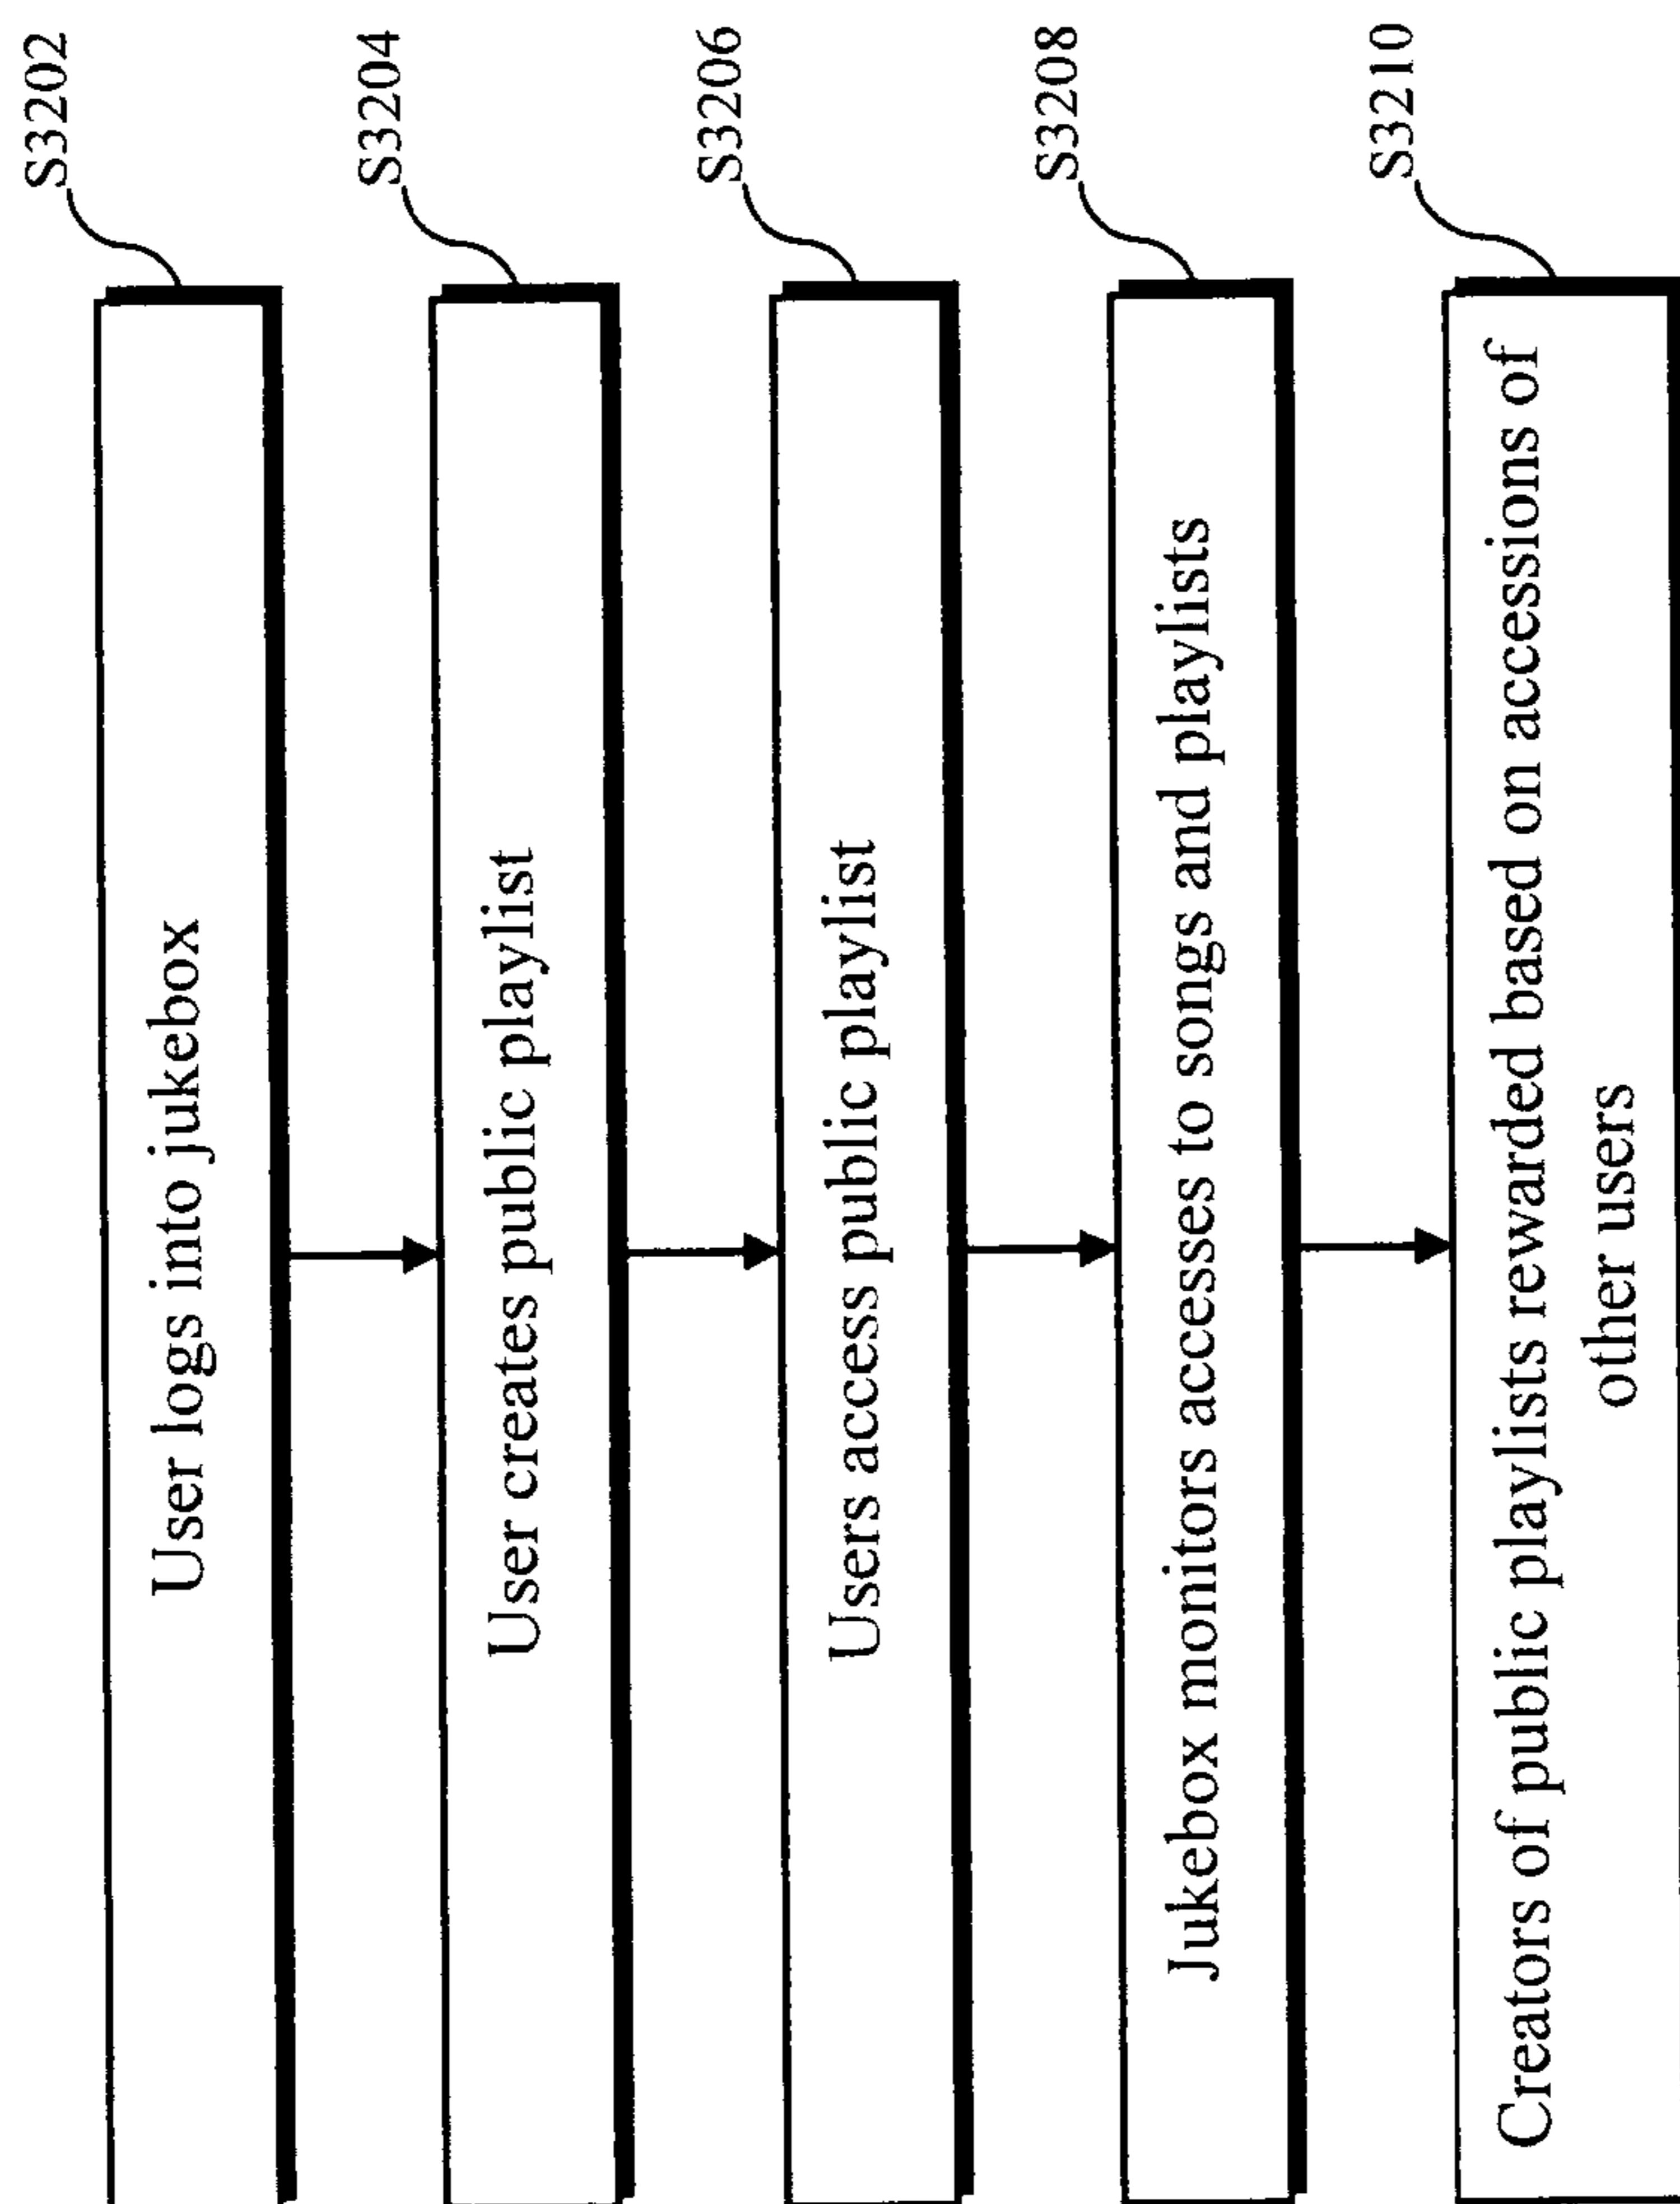 S3202
User logs into jukebox
S3204
User creates public playlist
S3206
Users access public playlist
S3208
Jukebox monitors accesses to songs and playlists
S3210
Creators of public playlists rewarded based on accessions of
other users